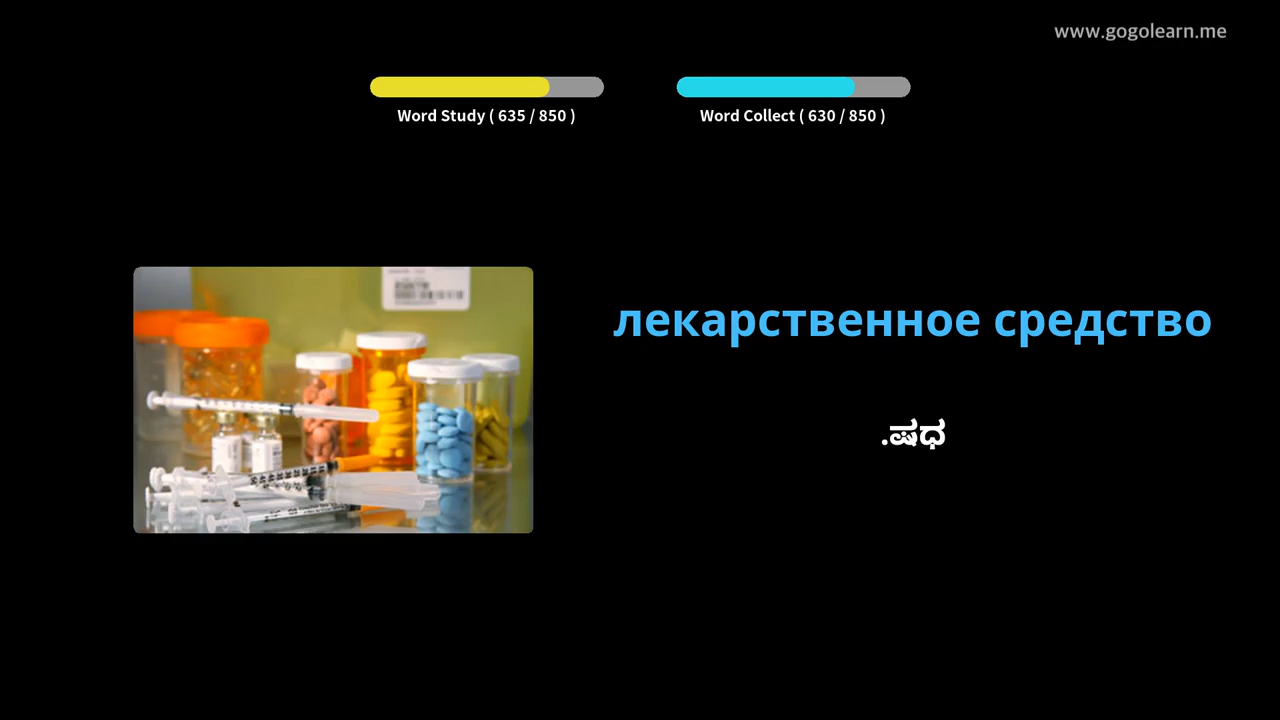 www.gogolearn.me
Word Study ( 635 / 850 )
Word Collect ( 630 / 850 )
лекарственное средство
.ಷಧ